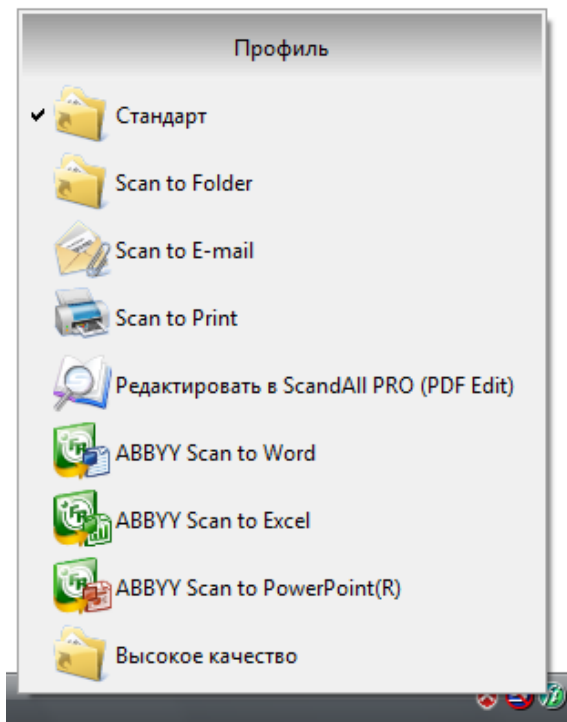 Профиль
Стандарт
Scan to Folder
Scan to E-mail
Scan to Print
Редактировать в ScandAll PRO (PDF Edit)
ABBYY Scan to Word
ABBYY Scan to Excel
ABBYY Scan to PowerPoint(R)
Высокое качество